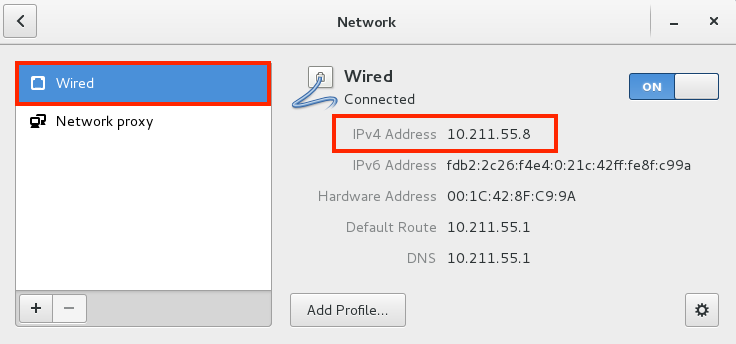 Network
Wired
Network proxy
Wired
Connected
ON
IPv4 Address 10.211.55.8
IPv6 Address fdb2:2c26:f4e4:0:21c:42ff:fe8f:c99a
Hardware Address 00:1C:42:8F:C9:9A
Default Route 10.211.55.1
DNS 10.211.55.1
Add Profile...